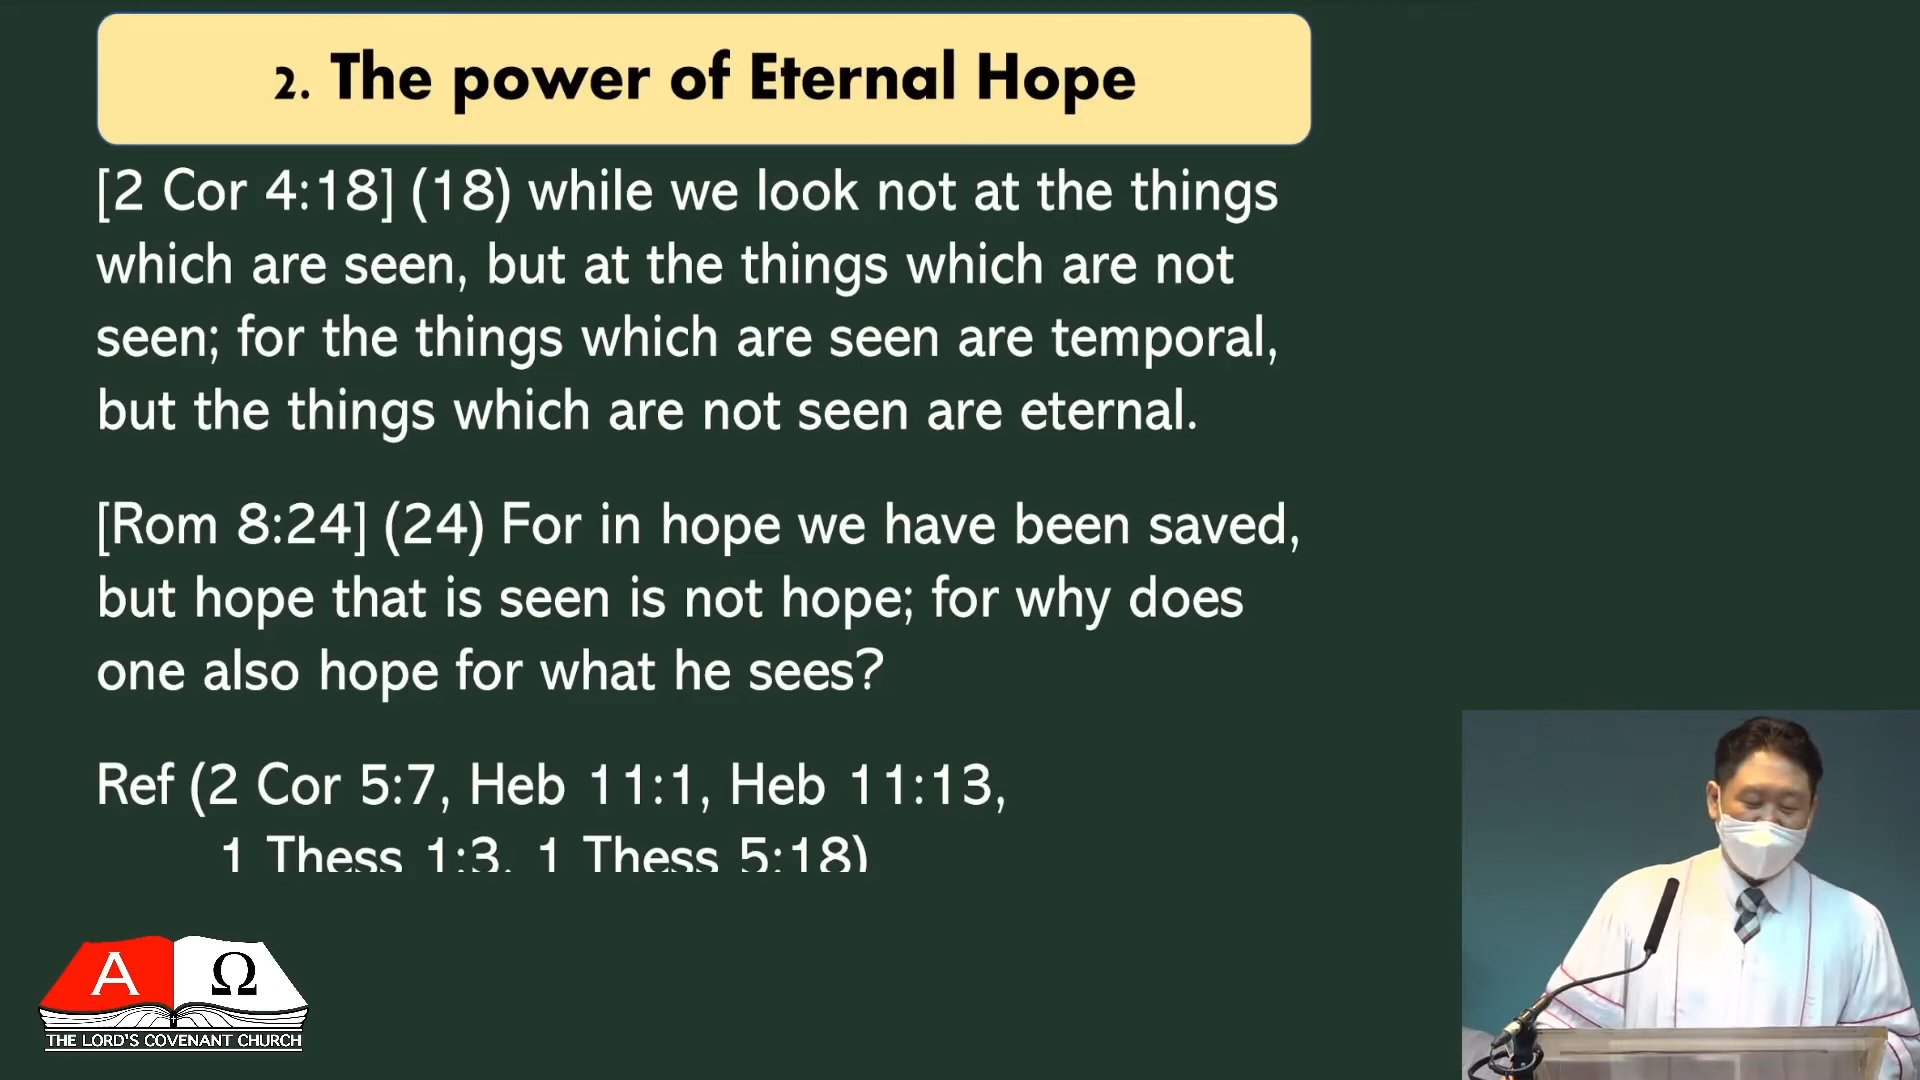 2. The power of Eternal Hope
[2 Cor 4:18] (18) while we look not at the things
which are seen, but at the things which are not
seen; for the things which are seen are temporal,
but the things which are not seen are eternal.
[Rom 8:24] (24) For in hope we have been saved,
but hope that is seen is not hope; for why does
one also hope for what he sees?
Ref (2 Cor 5:7, Heb 11:1, Heb 11:13,
1 Thess 1:3, 1 Thess 5:18)
Α Ω
THE LORD'S COVENANT CHURCH